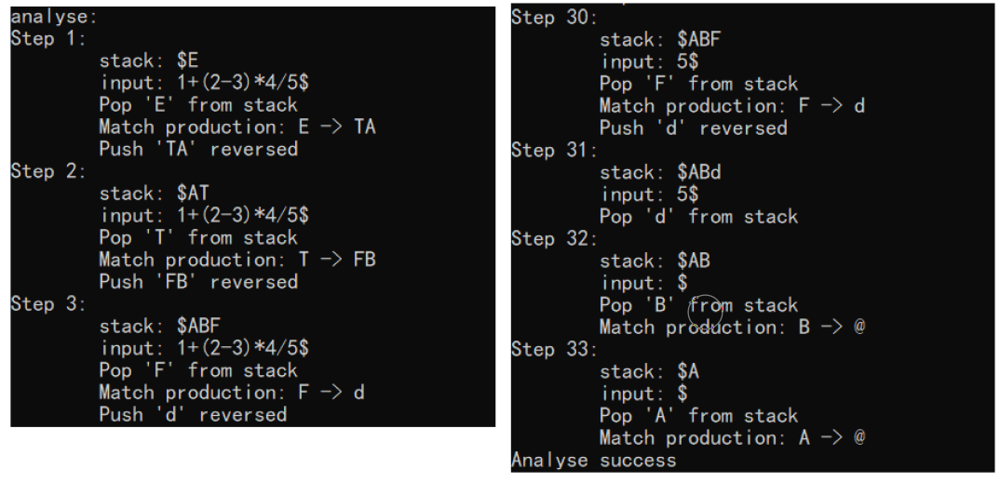 analyse:
Step 1:
stack: $E
input: 1+(2-3)*4/5$
Pop 'E' from stack
Match production: E -> TA
Push 'TA' reversed
Step 2:
stack: $AT
input: 1+(2-3)*4/5$
Pop 'T' from stack
Match production: T -> FB
Push 'FB' reversed
Step 3:
stack: $ABF
input: 1+(2-3)*4/5$
Pop 'F' from stack
Match production: F -> d
Push 'd' reversed
Step 30:
stack: $ABF
input: 5$
Pop 'F' from stack
Match production: F -> d
Push 'd' reversed
Step 31:
stack: $ABd
input: 5$
Pop 'd' from stack
Step 32:
stack: $AB
input: $
Pop 'B' from stack
Match production: B -> @
Step 33:
stack: $A
input: $
Pop 'A' from stack
Match production: A -> @
Analyse success